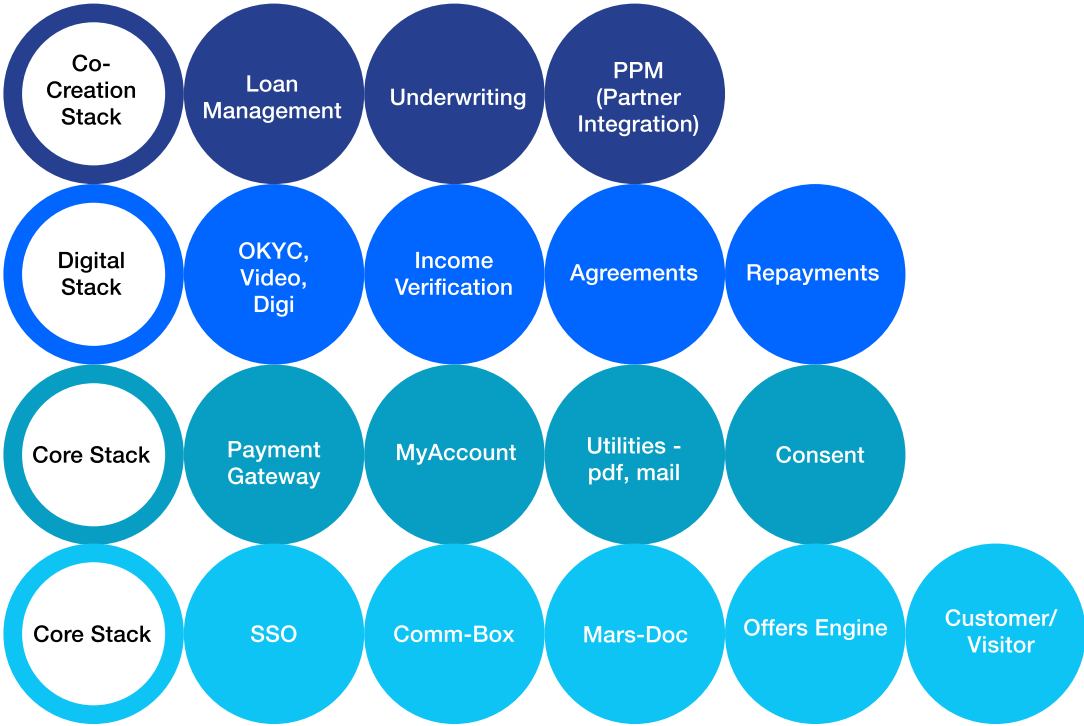 Co-
Creation
Stack
Loan
Management
Underwriting
PPM
(Partner
Integration)
Digital
Stack
OKYC,
Video,
Digi
Income
Verification
Agreements
Repayments
Core Stack
Payment
Gateway
MyAccount
Utilities -
pdf, mail
Consent
Core Stack
SSO
Comm-Box
Mars-Doc
Offers Engine
Customer/
Visitor